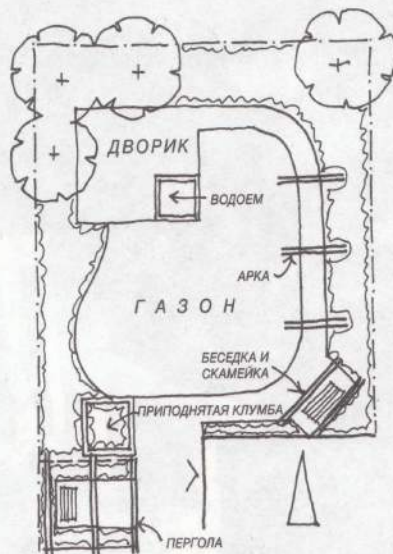 ДВОРИК
ВОДОЕМ
АРКА
ГАЗОН
БЕСЕДКА И
СКАМЕЙКА
ПРИПОДНЯТАЯ КЛУМБА
ПЕРГОЛА